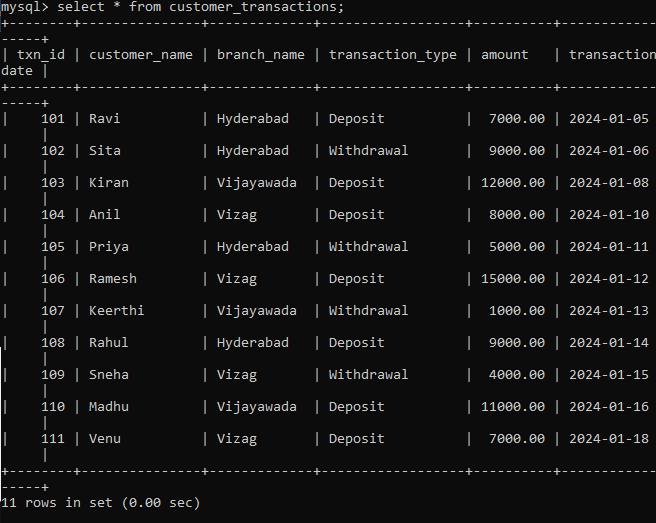 mysql> select * from customer_transactions;
+--------+---------------+-------------+------------------+----------+------------
-----+
| txn_id | customer_name | branch_name | transaction_type | amount   | transaction
date |
+--------+---------------+-------------+------------------+----------+------------
-----+
|    101 | Ravi          | Hyderabad   | Deposit          |  7000.00 | 2024-01-05
     |
|    102 | Sita          | Hyderabad   | Withdrawal       |  9000.00 | 2024-01-06
     |
|    103 | Kiran         | Vijayawada  | Deposit          | 12000.00 | 2024-01-08
     |
|    104 | Anil          | Vizag       | Deposit          |  8000.00 | 2024-01-10
     |
|    105 | Priya         | Hyderabad   | Withdrawal       |  5000.00 | 2024-01-11
     |
|    106 | Ramesh        | Vizag       | Deposit          | 15000.00 | 2024-01-12
     |
|    107 | Keerthi       | Vijayawada  | Withdrawal       |  1000.00 | 2024-01-13
     |
|    108 | Rahul         | Hyderabad   | Deposit          |  9000.00 | 2024-01-14
     |
|    109 | Sneha         | Vizag       | Withdrawal       |  4000.00 | 2024-01-15
     |
|    110 | Madhu         | Vijayawada  | Deposit          | 11000.00 | 2024-01-16
     |
|    111 | Venu          | Vizag       | Deposit          |  7000.00 | 2024-01-18
     |
+--------+---------------+-------------+------------------+----------+------------
-----+
11 rows in set (0.00 sec)